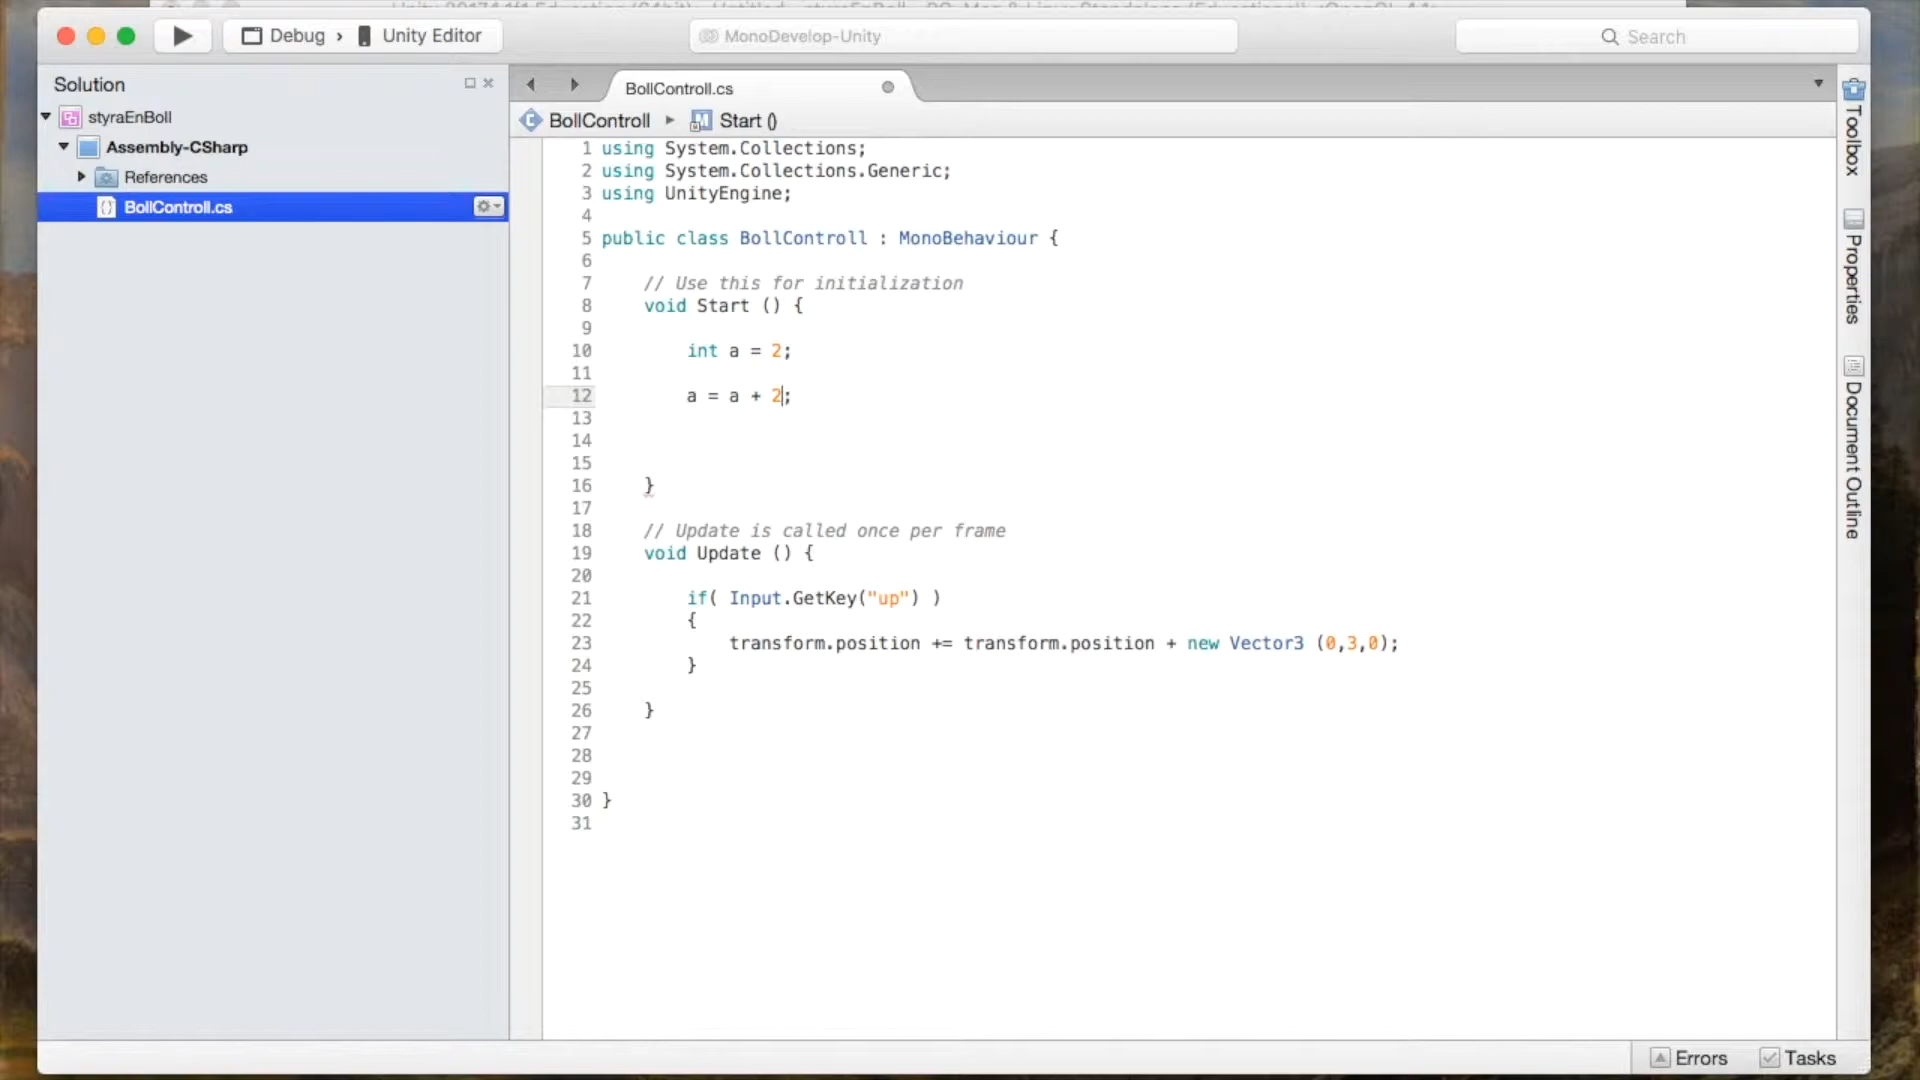 Debug › Unity Editor
MonoDevelop-Unity
Search
Solution
styraEnBoll
Assembly-CSharp
References
BollControll.cs
BollControll.cs
BollControll
Start ()
1 using System.Collections;
2 using System.Collections.Generic;
3 using UnityEngine;
4
5 public class BollControll : MonoBehaviour {
6
7 // Use this for initialization
8 void Start () {
9
10 int a = 2;
11
12 a = a + 2;
13
14
15
16 }
17
18 // Update is called once per frame
19 void Update () {
20
21 if( Input.GetKey("up") )
22 {
23 transform.position += transform.position + new Vector3 (0,3,0);
24 }
25
26 }
27
28
29
30 }
31
Toolbox
Properties
Document Outline
Errors
Tasks